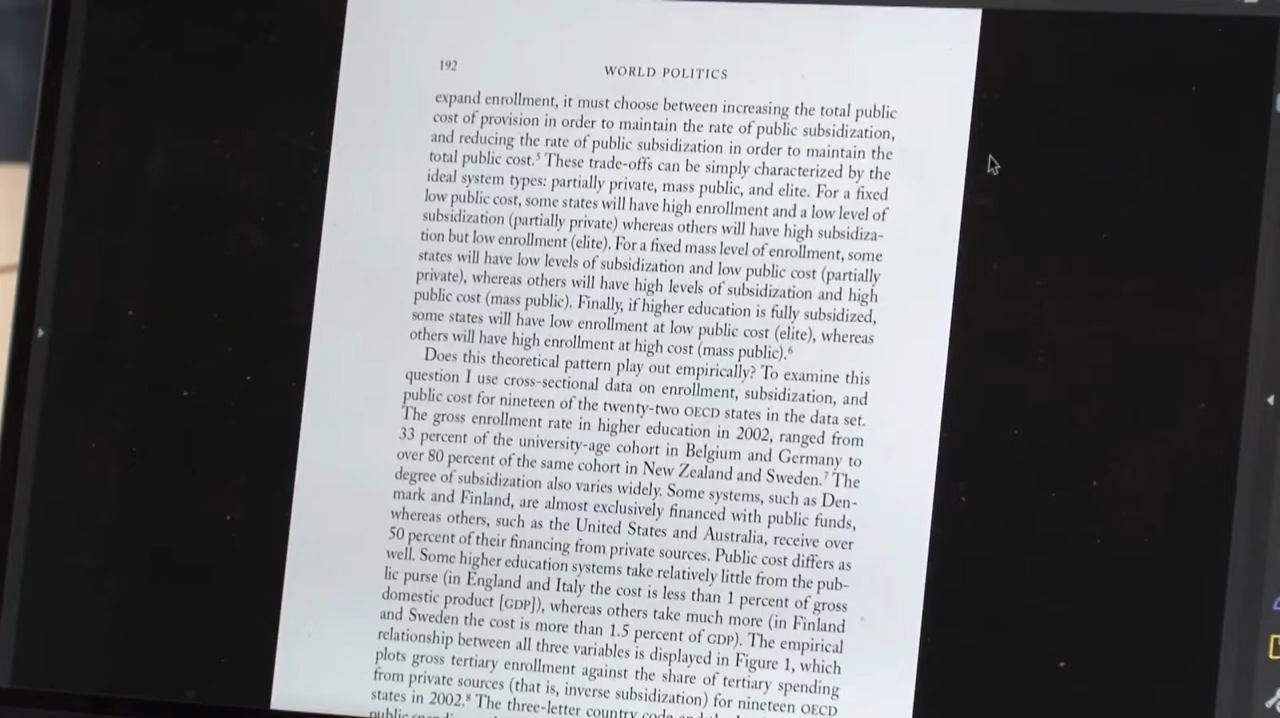 192
WORLD POLITICS
expand enrollment, it must choose between increasing the total public
cost of provision in order to maintain the rate of public subsidization,
and reducing the rate of public subsidization in order to maintain the
total public cost.⁵ These trade-offs can be simply characterized by the
ideal system types: partially private, mass public, and elite. For a fixed
low public cost, some states will have high enrollment and a low level of
subsidization (partially private) whereas others will have high subsidiza-
tion but low enrollment (elite). For a fixed mass level of enrollment, some
states will have low levels of subsidization and low public cost (partially
private), whereas others will have high levels of subsidization and high
public cost (mass public). Finally, if higher education is fully subsidized,
some states will have low enrollment at low public cost (elite), whereas
others will have high enrollment at high cost (mass public).⁶
Does this theoretical pattern play out empirically? To examine this
question I use cross-sectional data on enrollment, subsidization, and
public cost for nineteen of the twenty-two OECD states in the data set.
The gross enrollment rate in higher education in 2002, ranged from
33 percent of the university-age cohort in Belgium and Germany to
over 80 percent of the same cohort in New Zealand and Sweden.⁷ The
degree of subsidization also varies widely. Some systems, such as Den-
mark and Finland, are almost exclusively financed with public funds,
whereas others, such as the United States and Australia, receive over
50 percent of their financing from private sources. Public cost differs as
well. Some higher education systems take relatively little from the pub-
lic purse (in England and Italy the cost is less than 1 percent of gross
domestic product [GDP]), whereas others take much more (in Finland
and Sweden the cost is more than 1.5 percent of GDP). The empirical
relationship between all three variables is displayed in Figure 1, which
plots gross tertiary enrollment against the share of tertiary spending
from private sources (that is, inverse subsidization) for nineteen OECD
states in 2002.⁸ The three-letter country code and the
public